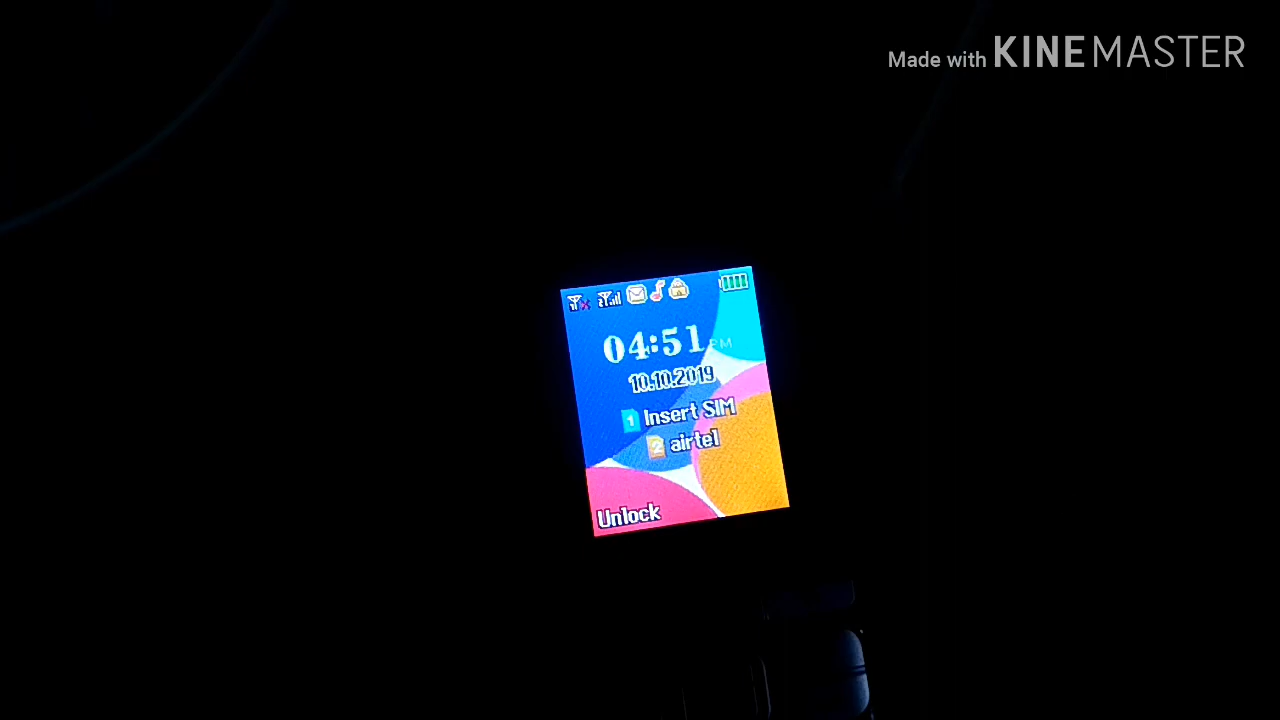 Made with KINEMASTER
04:51 PM
10.10.2019
1 Insert SIM
2 airtel
Unlock